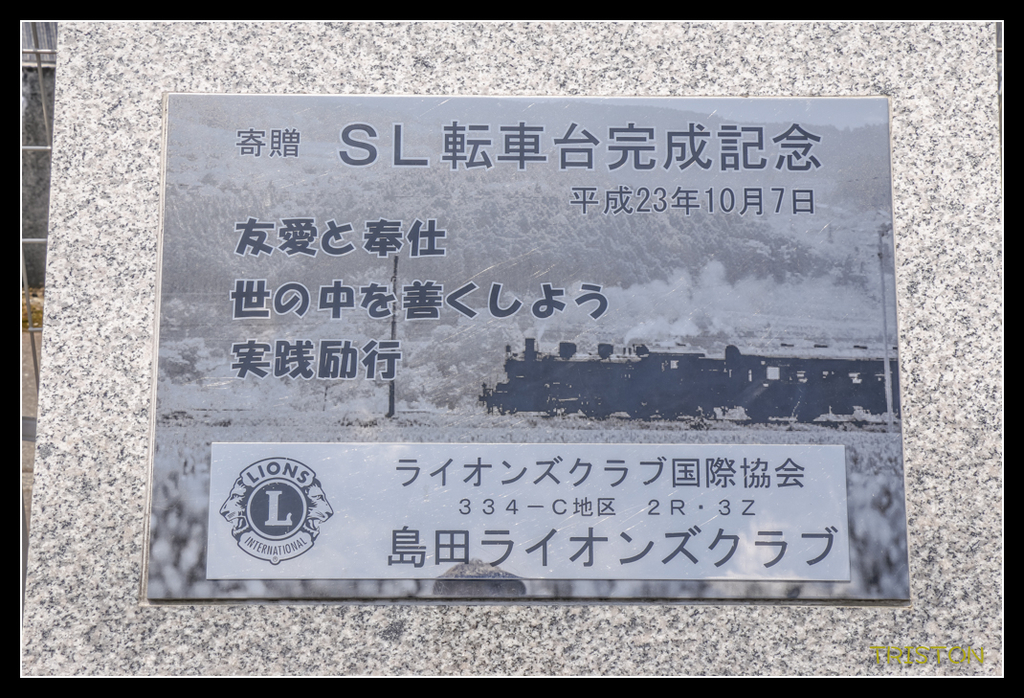 寄贈 SL転車台完成記念
平成23年10月7日
友愛と奉仕
世の中を善くしよう
実践励行
LIONS
L
INTERNATIONAL
®
ライオンズクラブ国際協会
334-C地区 2R・3Z
島田ライオンズクラブ
TRISTON